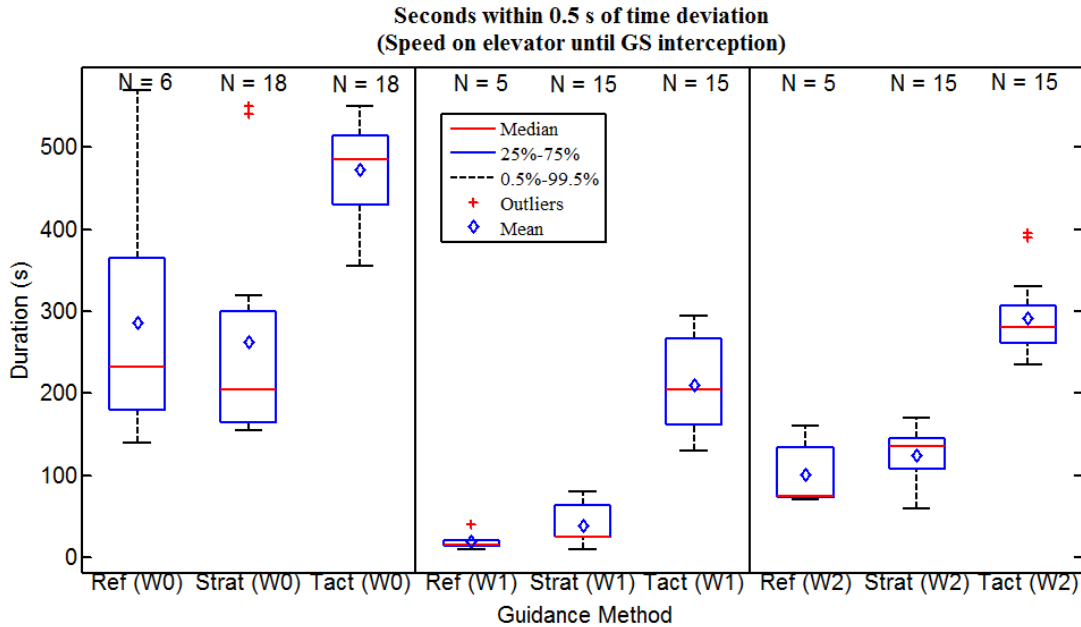 Seconds within 0.5 s of time deviation
(Speed on elevator until GS interception)
N = 6 N = 18 N = 18 N = 5 N = 15 N = 15 N = 5 N = 15 N = 15
Median
25%-75%
0.5%-99.5%
Outliers
Mean
500
400
300
200
100
0
Duration (s)
Ref (W0) Strat (W0) Tact (W0) Ref (W1) Strat (W1) Tact (W1) Ref (W2) Strat (W2) Tact (W2)
Guidance Method